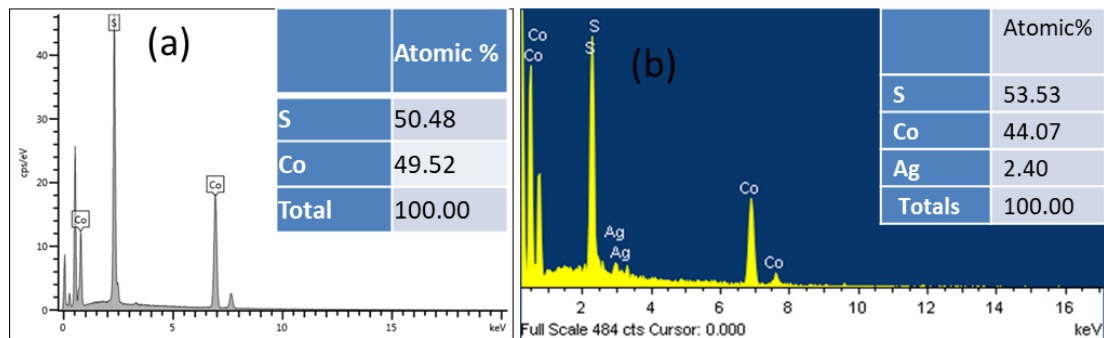 (a)
S
Co
Co
40
30
20
10
0
cps/eV
0 5 10 15 keV
Atomic %
S 50.48
Co 49.52
Total 100.00
(b)
Co
Co
S
S
Ag
Ag
Co
Co
2 4 6 8 10 12 14 16
Full Scale 484 cts Cursor: 0.000 keV
Atomic%
S 53.53
Co 44.07
Ag 2.40
Totals 100.00